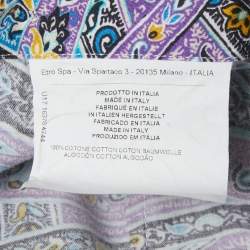 Etro Spa - Via Spartaco 3 - 20135 Milano - ITALIA
PRODOTTO IN ITALIA
MADE IN ITALY
FABRIQUÉ EN ITALIE
IN ITALIEN HERGESTELLT
FABRICADO EN ITALIA
MADE IN ITALY
PRODUZIDO EM ITALIA
100% COTONE COTTON COTON BAUMWOLLE
ALGODÓN COTTON ALGODÃO